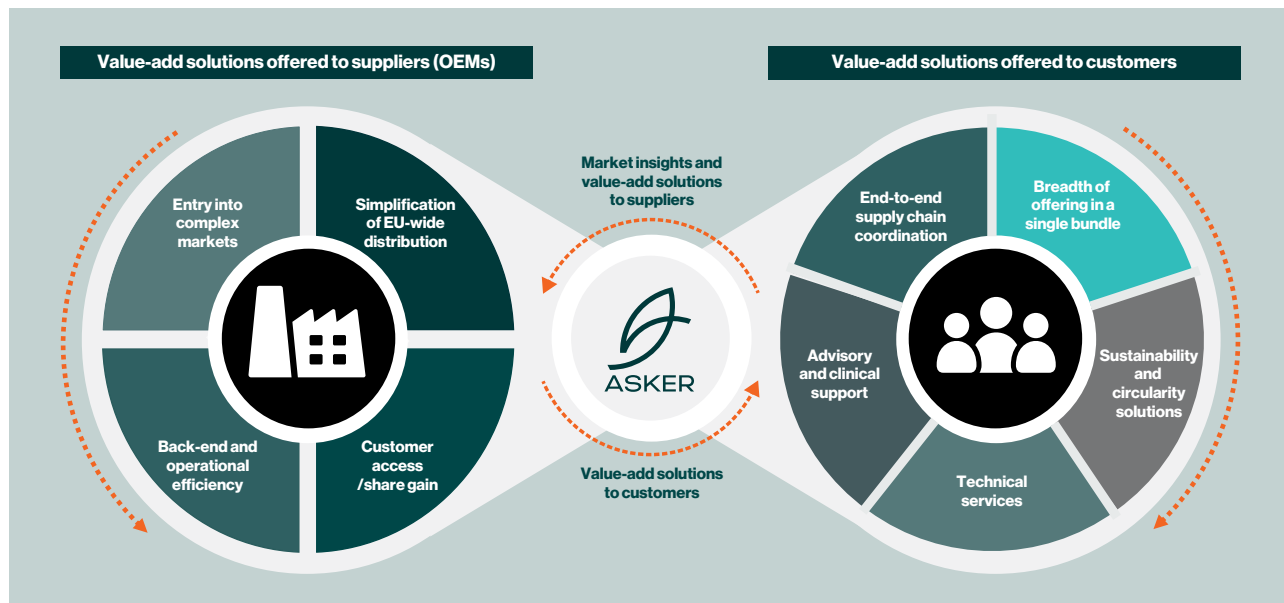 Value-add solutions offered to suppliers (OEMs)
Value-add solutions offered to customers
Entry into
complex
markets
Simplification
of EU-wide
distribution
Back-end and
operational
efficiency
Customer
access
/share gain
Market insights and
value-add solutions
to suppliers
ASKER
Value-add solutions
to customers
End-to-end
supply chain
coordination
Breadth of
offering in a
single bundle
Advisory
and clinical
support
Sustainability
and
circularity
solutions
Technical
services